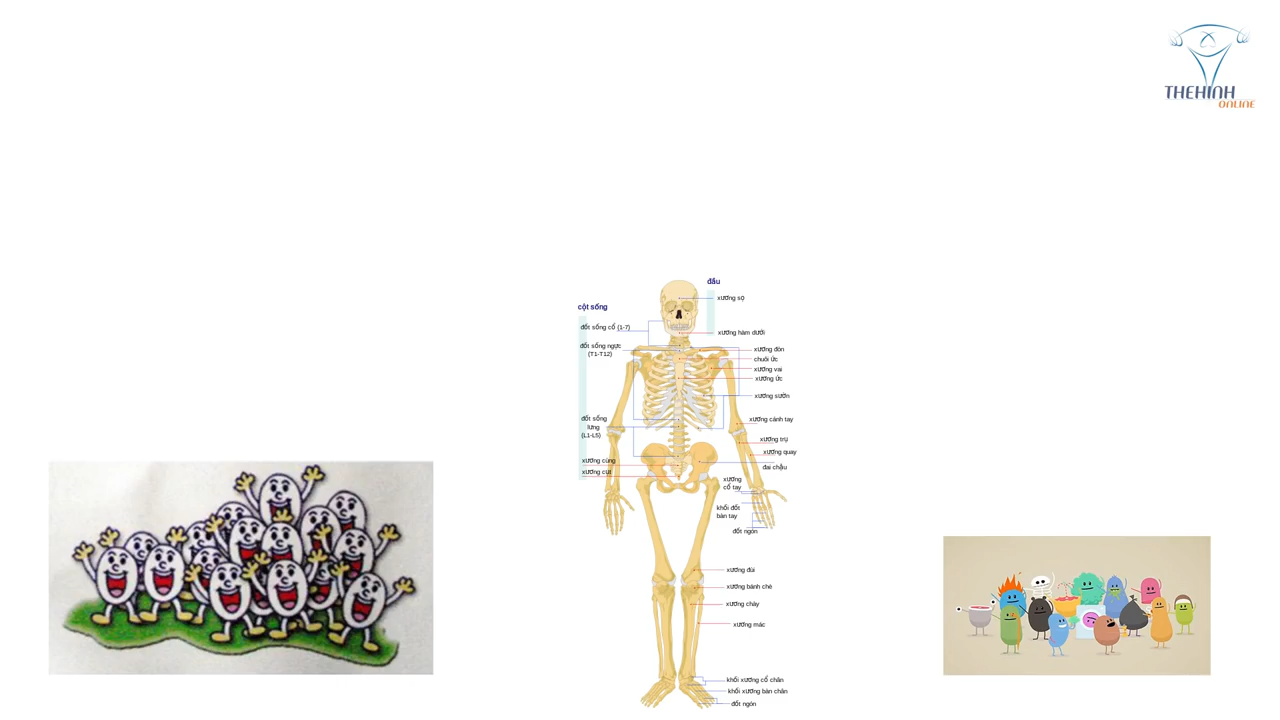 THEHINH
ONLINE
đầu
xương sọ
cột sống
đốt sống cổ (1-7)
xương hàm dưới
đốt sống ngực
(T1-T12)
xương đòn
chuôi ức
xương vai
xương ức
xương sườn
đốt sống
lưng
(L1-L5)
xương cánh tay
xương trụ
xương quay
xương cùng
đai chậu
xương cụt
xương
cổ tay
khối đốt
bàn tay
đốt ngón
xương đùi
xương bánh chè
xương chày
xương mác
khối xương cổ chân
khối xương bàn chân
đốt ngón